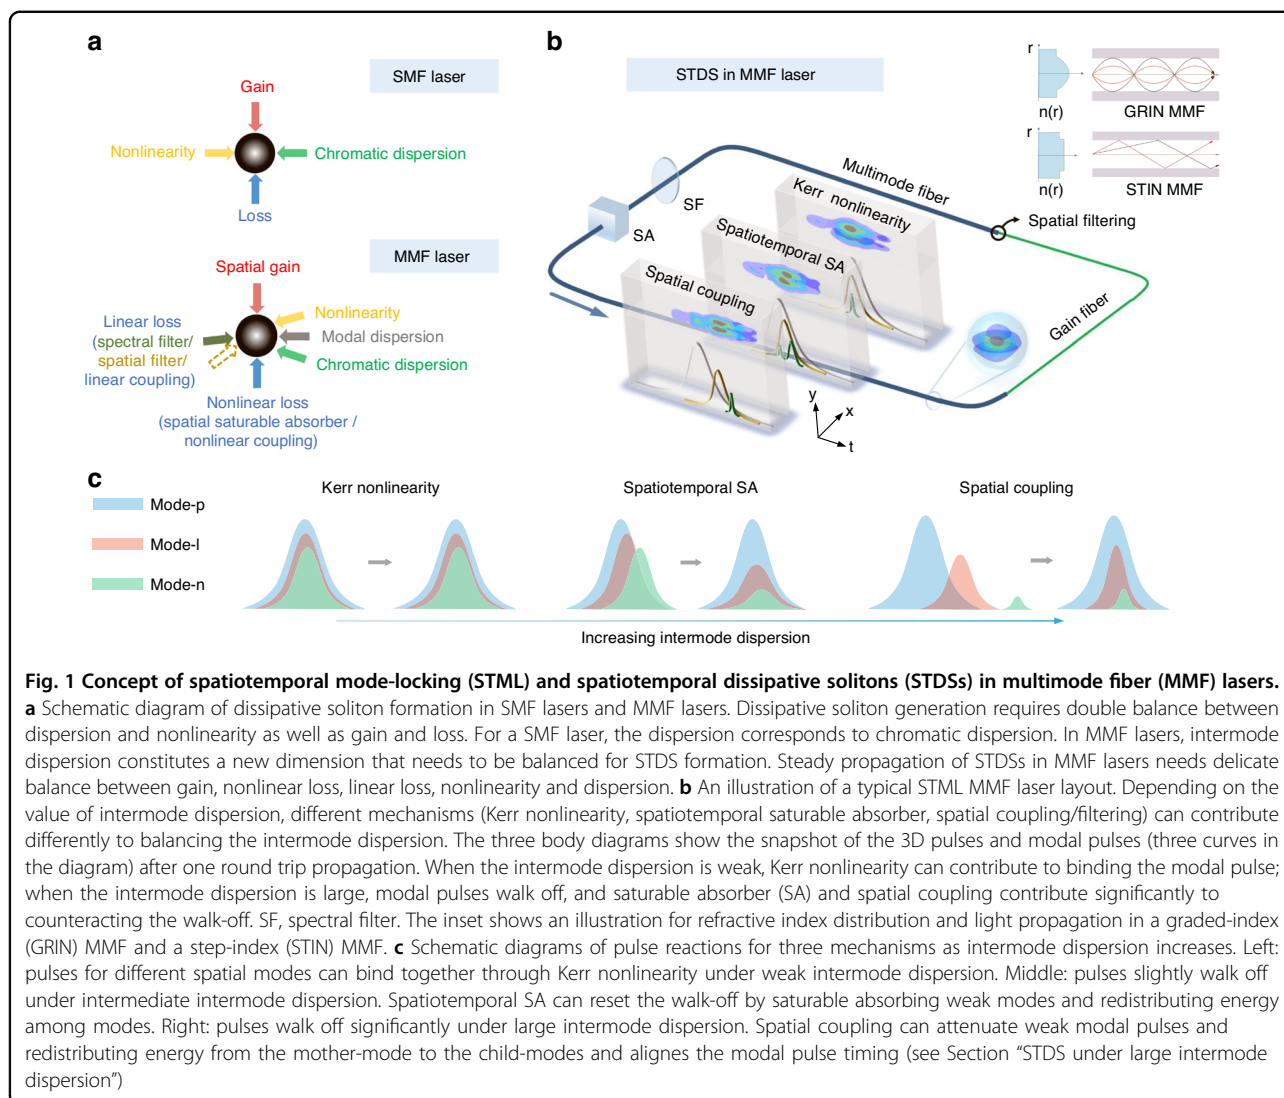 a
SMF laser
Gain
Nonlinearity
Chromatic dispersion
Loss
MMF laser
Spatial gain
Nonlinearity
Linear loss
(spectral filter/
spatial filter/
linear coupling)
Modal dispersion
Chromatic dispersion
Nonlinear loss
(spatial saturable absorber /
nonlinear coupling)
b
STDS in MMF laser
r
n(r)
GRIN MMF
r
n(r)
STIN MMF
Multimode fiber
SF
SA
Kerr nonlinearity
Spatiotemporal SA
Spatial coupling
Spatial filtering
Gain fiber
y
x
t
c
Kerr nonlinearity
Spatiotemporal SA
Spatial coupling
Mode-p
Mode-l
Mode-n
Increasing intermode dispersion
Fig. 1 Concept of spatiotemporal mode-locking (STML) and spatiotemporal dissipative solitons (STDSs) in multimode fiber (MMF) lasers.
a Schematic diagram of dissipative soliton formation in SMF lasers and MMF lasers. Dissipative soliton generation requires double balance between
dispersion and nonlinearity as well as gain and loss. For a SMF laser, the dispersion corresponds to chromatic dispersion. In MMF lasers, intermode
dispersion constitutes a new dimension that needs to be balanced for STDS formation. Steady propagation of STDSs in MMF lasers needs delicate
balance between gain, nonlinear loss, linear loss, nonlinearity and dispersion. b An illustration of a typical STML MMF laser layout. Depending on the
value of intermode dispersion, different mechanisms (Kerr nonlinearity, spatiotemporal saturable absorber, spatial coupling/filtering) can contribute
differently to balancing the intermode dispersion. The three body diagrams show the snapshot of the 3D pulses and modal pulses (three curves in
the diagram) after one round trip propagation. When the intermode dispersion is weak, Kerr nonlinearity can contribute to binding the modal pulse;
when the intermode dispersion is large, modal pulses walk off, and saturable absorber (SA) and spatial coupling contribute significantly to
counteracting the walk-off. SF, spectral filter. The inset shows an illustration for refractive index distribution and light propagation in a graded-index
(GRIN) MMF and a step-index (STIN) MMF. c Schematic diagrams of pulse reactions for three mechanisms as intermode dispersion increases. Left:
pulses for different spatial modes can bind together through Kerr nonlinearity under weak intermode dispersion. Middle: pulses slightly walk off
under intermediate intermode dispersion. Spatiotemporal SA can reset the walk-off by saturable absorbing weak modes and redistributing energy
among modes. Right: pulses walk off significantly under large intermode dispersion. Spatial coupling can attenuate weak modal pulses and
redistributing energy from the mother-mode to the child-modes and alignes the modal pulse timing (see Section “STDS under large intermode
dispersion”)